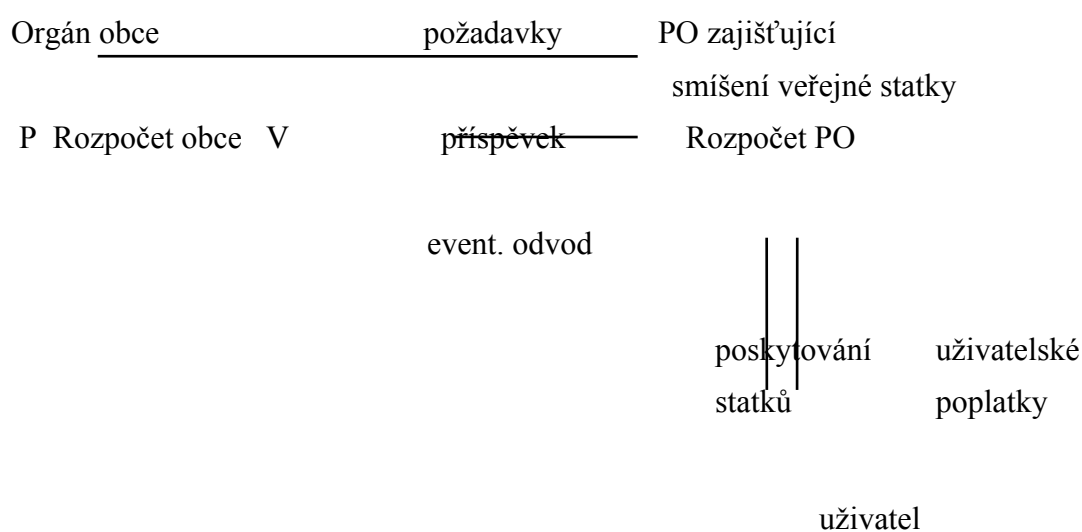 Orgán obce požadavky PO zajišťující
smíšení veřejné statky
P Rozpočet obce V příspěvek Rozpočet PO
event. odvod
poskytování uživatelské
statků poplatky
uživatel